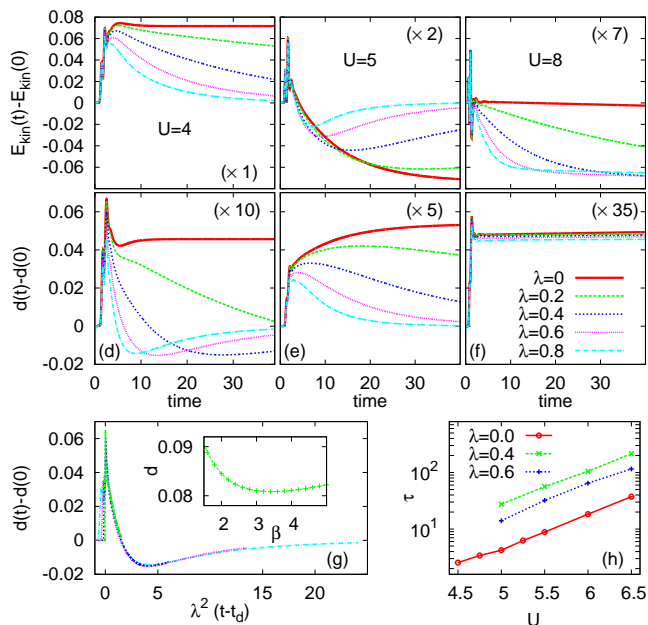 E_kin(t)-E_kin(0)
0.08
0.06
0.04
0.02
0
-0.02
-0.04
-0.06
U=4
(× 1)
U=5
(× 2)
U=8
(× 7)
d(t)-d(0)
0.06
0.04
0.02
0
-0.02
(× 10)
(d)
(× 5)
(e)
(× 35)
(f)
λ=0
λ=0.2
λ=0.4
λ=0.6
λ=0.8
0 10 20 30
time
0 10 20 30
time
0 10 20 30
time
d(t)-d(0)
0.06
0.04
0.02
0
-0.02
d
0.09
0.08
2 3 4
β
(g)
0 5 10 15 20
λ² (t-t_d)
λ=0.0
λ=0.4
λ=0.6
τ
10²
10¹
(h)
4.5 5 5.5 6 6.5
U